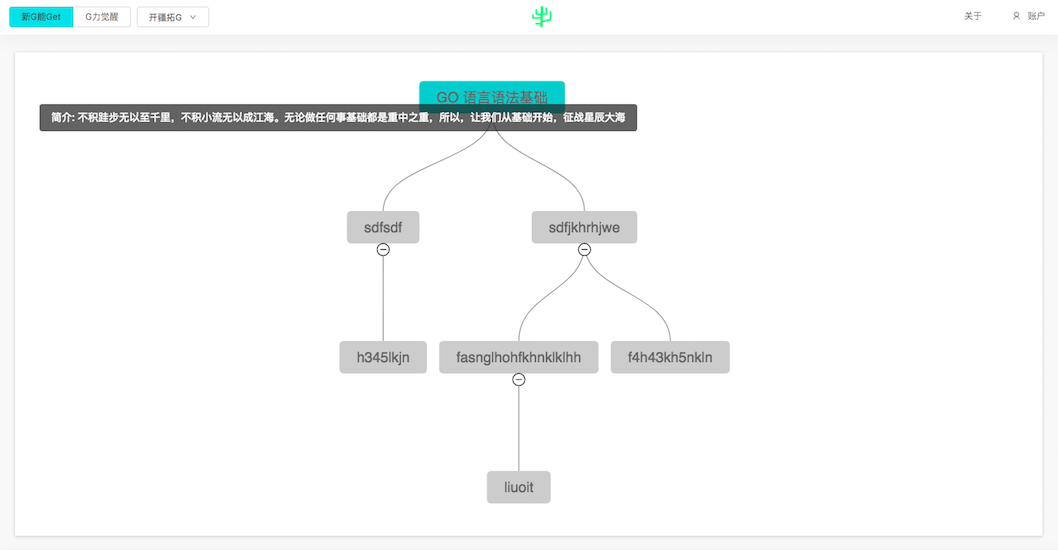 新G能Get
G力觉醒
开疆拓G
关于
账户
GO 语言语法基础
简介: 不积跬步无以至千里，不积小流无以成江海。无论做任何事基础都是重中之重，所以，让我们从基础开始，征战星辰大海
sdfsdf
sdfjkhrhjwe
h345lkjn
fasnglhohfkhnklklhh
f4h43kh5nkln
liuoit